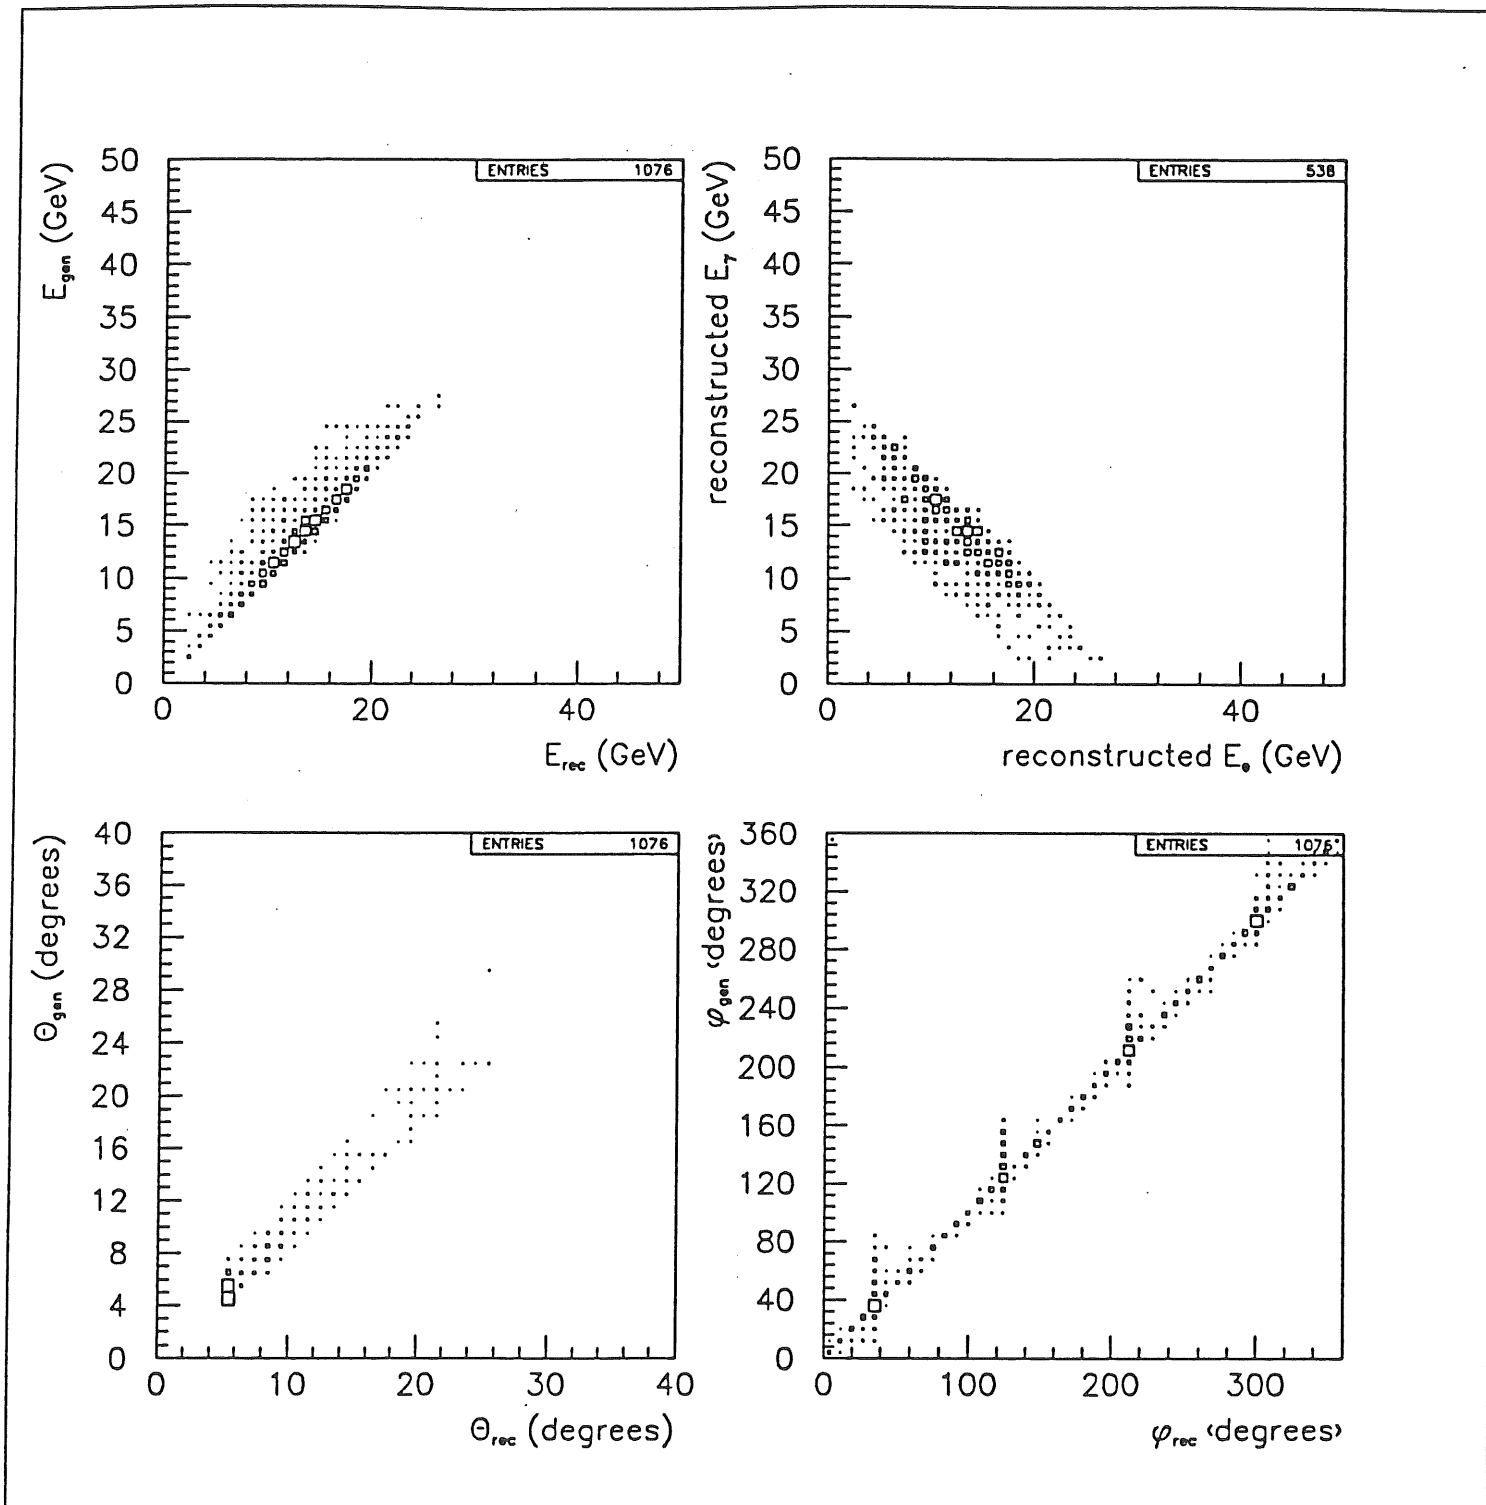 ENTRIES 1076
50
45
40
35
30
25
20
15
10
5
0
E_gen (GeV)
0 20 40
E_rec (GeV)
ENTRIES 538
50
45
40
35
30
25
20
15
10
5
0
reconstructed E_γ (GeV)
0 20 40
reconstructed E_e (GeV)
ENTRIES 1076
40
36
32
28
24
20
16
12
8
4
0
Θ_gen (degrees)
0 10 20 30 40
Θ_rec (degrees)
ENTRIES 1076
360
320
280
240
200
160
120
80
40
0
φ_gen ‹degrees›
0 100 200 300
φ_rec ‹degrees›